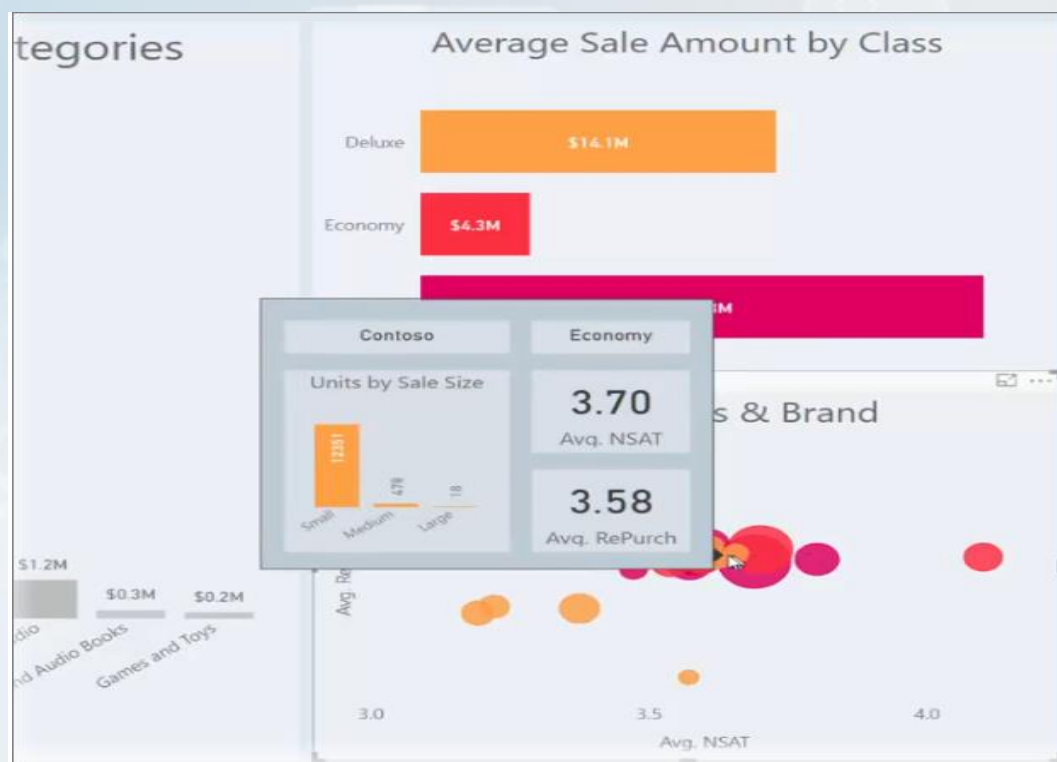 tegories
Average Sale Amount by Class
Deluxe
$14.1M
Economy
$4.3M
M
Contoso
Economy
Units by Sale Size
12351
478
18
Small
Medium
Large
3.70
Avg. NSAT
3.58
Avg. RePurch
s & Brand
Avg. Re
$1.2M
$0.3M
$0.2M
dio
nd Audio Books
Games and Toys
3.0
3.5
4.0
Avg. NSAT